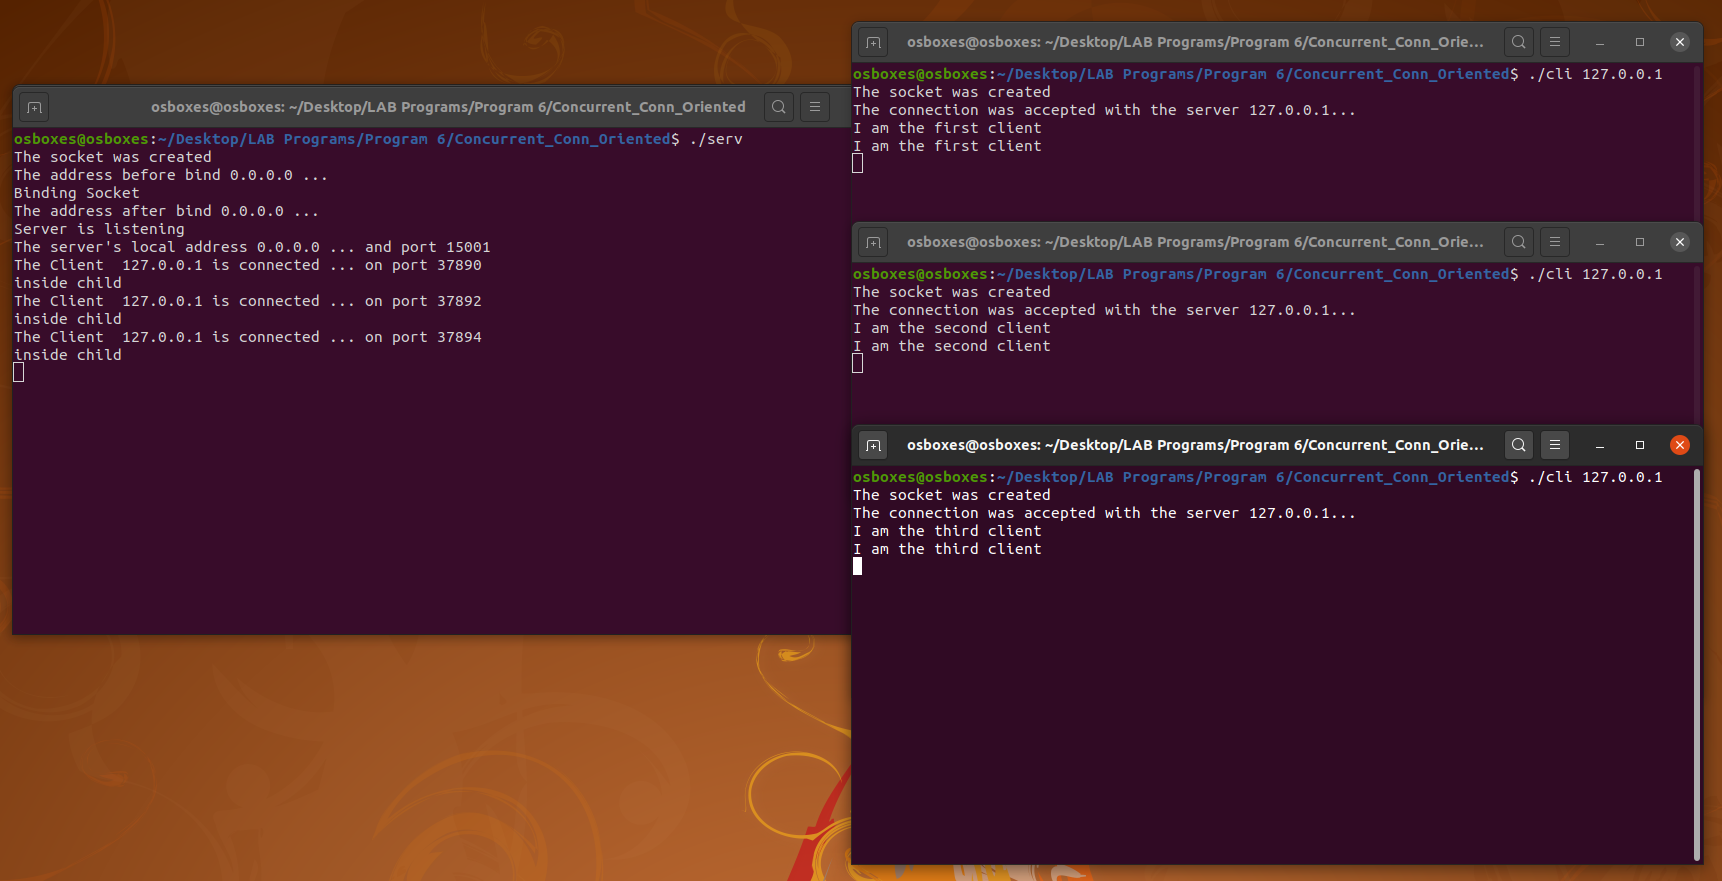 osboxes@osboxes: ~/Desktop/LAB Programs/Program 6/Concurrent_Conn_Oriented
osboxes@osboxes:~/Desktop/LAB Programs/Program 6/Concurrent_Conn_Oriented$ ./serv
The socket was created
The address before bind 0.0.0.0 ...
Binding Socket
The address after bind 0.0.0.0 ...
Server is listening
The server's local address 0.0.0.0 ... and port 15001
The Client  127.0.0.1 is connected ... on port 37890
inside child
The Client  127.0.0.1 is connected ... on port 37892
inside child
The Client  127.0.0.1 is connected ... on port 37894
inside child
osboxes@osboxes: ~/Desktop/LAB Programs/Program 6/Concurrent_Conn_Orie...
osboxes@osboxes:~/Desktop/LAB Programs/Program 6/Concurrent_Conn_Oriented$ ./cli 127.0.0.1
The socket was created
The connection was accepted with the server 127.0.0.1...
I am the first client
I am the first client
osboxes@osboxes: ~/Desktop/LAB Programs/Program 6/Concurrent_Conn_Orie...
osboxes@osboxes:~/Desktop/LAB Programs/Program 6/Concurrent_Conn_Oriented$ ./cli 127.0.0.1
The socket was created
The connection was accepted with the server 127.0.0.1...
I am the second client
I am the second client
osboxes@osboxes: ~/Desktop/LAB Programs/Program 6/Concurrent_Conn_Orie...
osboxes@osboxes:~/Desktop/LAB Programs/Program 6/Concurrent_Conn_Oriented$ ./cli 127.0.0.1
The socket was created
The connection was accepted with the server 127.0.0.1...
I am the third client
I am the third client